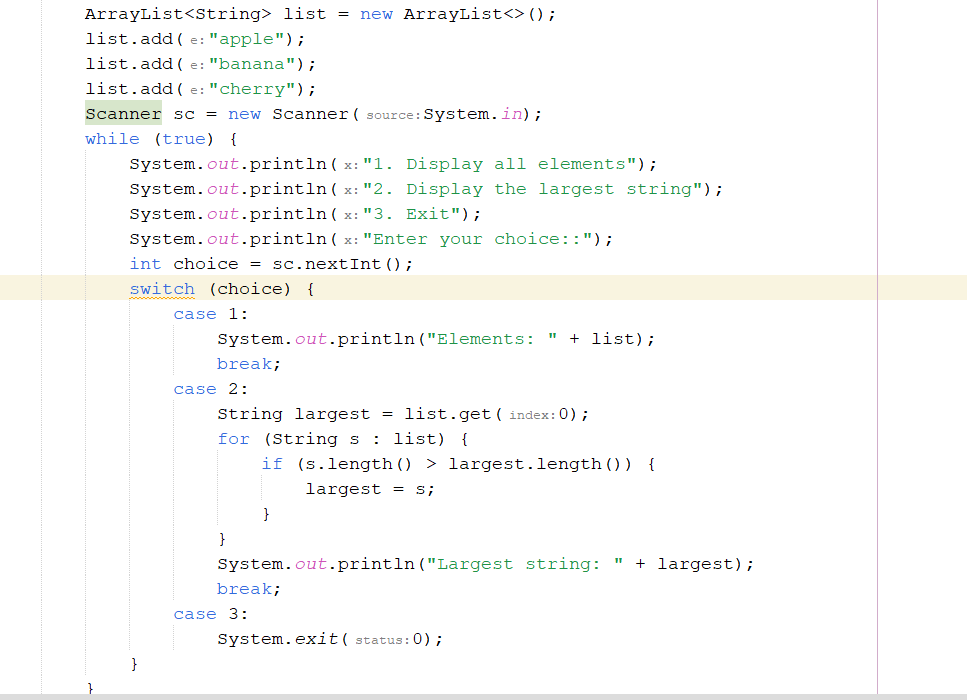 ArrayList<String> list = new ArrayList<>();
list.add( e: "apple");
list.add( e: "banana");
list.add( e: "cherry");
Scanner sc = new Scanner( source: System.in);
while (true) {
System.out.println( x: "1. Display all elements");
System.out.println( x: "2. Display the largest string");
System.out.println( x: "3. Exit");
System.out.println( x: "Enter your choice::");
int choice = sc.nextInt();
switch (choice) {
case 1:
System.out.println("Elements: " + list);
break;
case 2:
String largest = list.get( index: 0);
for (String s : list) {
if (s.length() > largest.length()) {
largest = s;
}
}
System.out.println("Largest string: " + largest);
break;
case 3:
System.exit( status: 0);
}
}